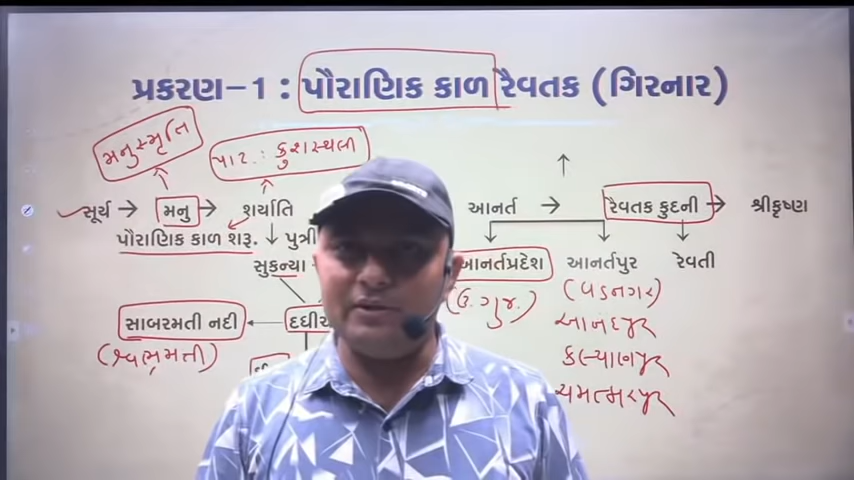 પ્રકરણ-1 : પૌરાણિક કાળ રૈવતક (ગિરનાર)
મનુસ્મૃતિ
પાટ. : કુશસ્થલી
સૂર્ય → મનુ → શર્યાતિ
આનર્ત → રૈવતક કુદની → શ્રીકૃષ્ણ
પૌરાણિક કાળ શરૂ.
પુત્રી
સુકન્યા
આનર્તપ્રદેશ
આનર્તપુર
રેવતી
(ઉ. ગુજ.)
(વડનગર)
આનંદપુર
કલ્યાણપુર
ચમત્કારપુર
સાબરમતી નદી
(શ્વભ્રમતી)